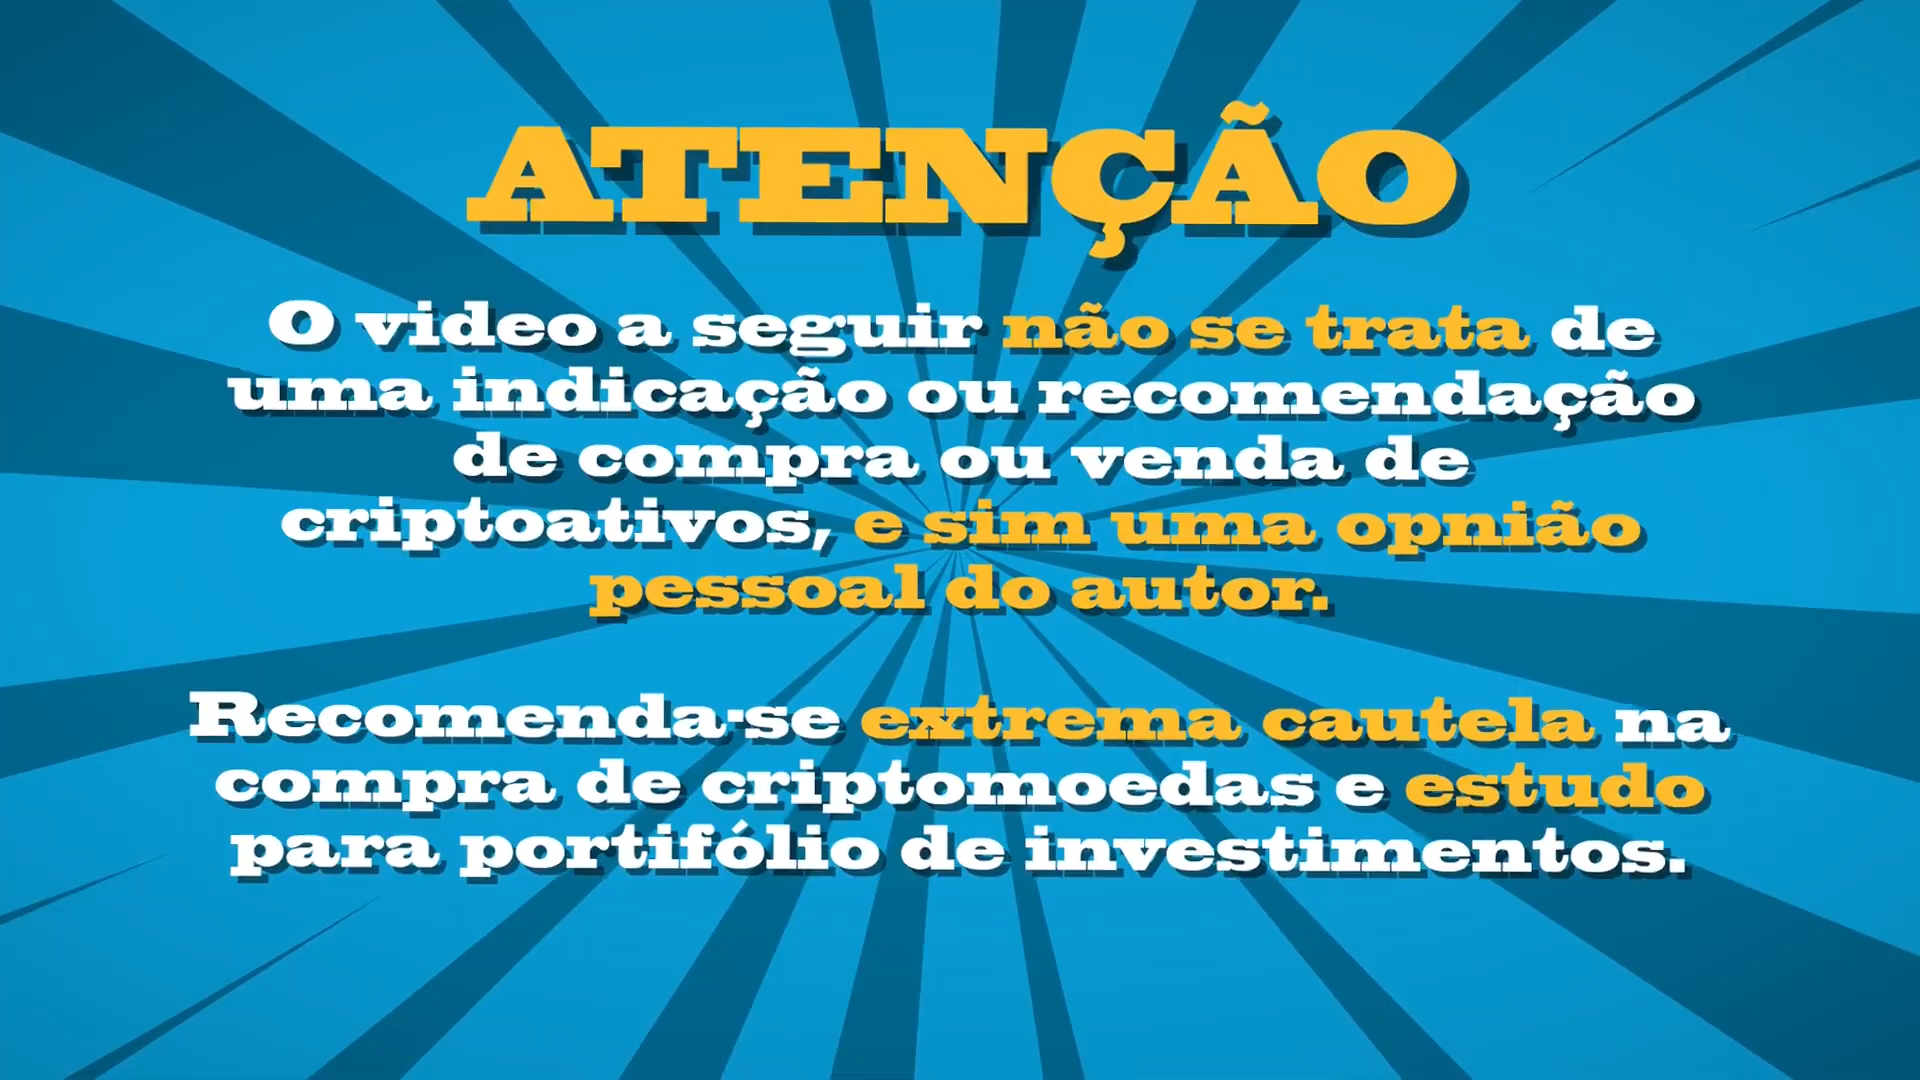 ATENÇÃO
O video a seguir não se trata de
uma indicação ou recomendação
de compra ou venda de
criptoativos, e sim uma opnião
pessoal do autor.
Recomenda-se extrema cautela na
compra de criptomoedas e estudo
para portifólio de investimentos.